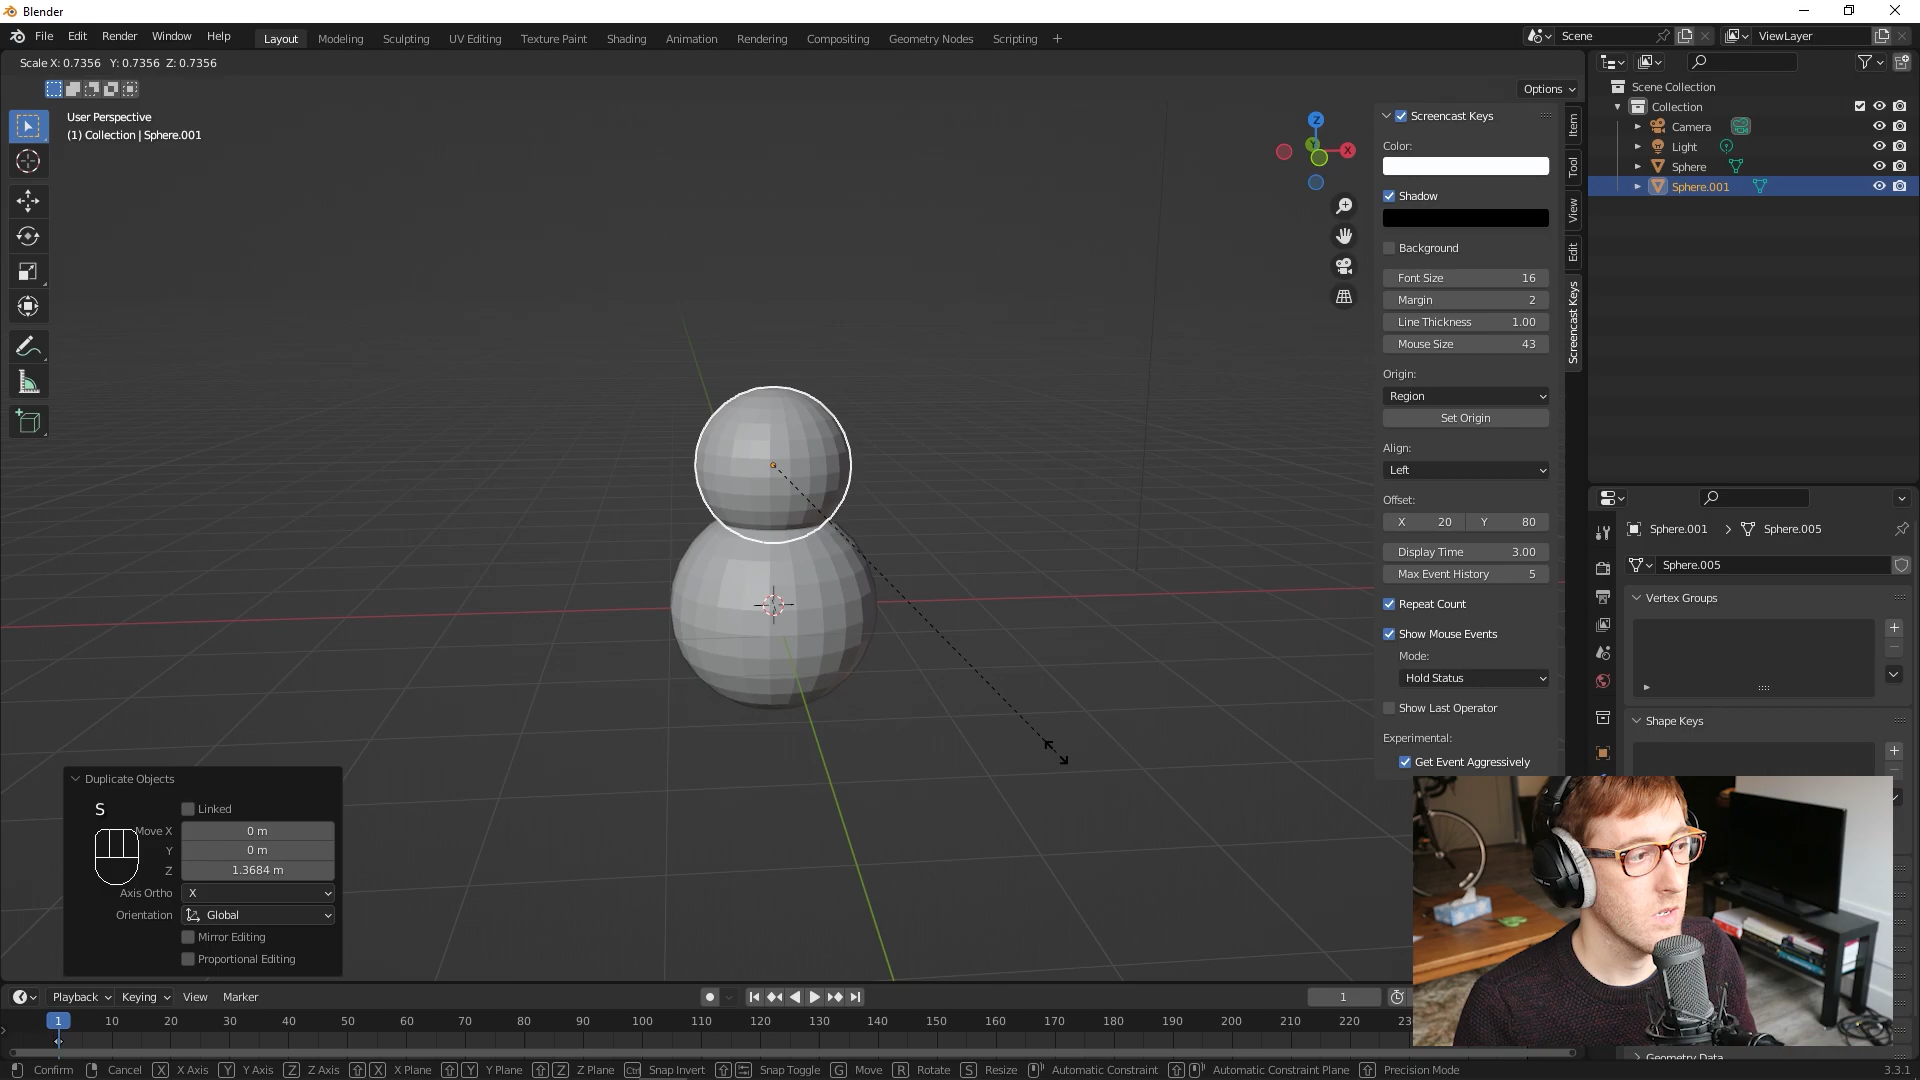 Blender
File Edit Render Window Help Layout Modeling Sculpting UV Editing Texture Paint Shading Animation Rendering Compositing Geometry Nodes Scripting + Scene ViewLayer
Scale X: 0.7356 Y: 0.7356 Z: 0.7356
Options
User Perspective
(1) Collection | Sphere.001
Z
Y
X
Screencast Keys
Color:
Shadow
Background
Font Size 16
Margin 2
Line Thickness 1.00
Mouse Size 43
Origin:
Region
Set Origin
Align:
Left
Offset:
X 20 Y 80
Display Time 3.00
Max Event History 5
Repeat Count
Show Mouse Events
Mode:
Hold Status
Show Last Operator
Experimental:
Get Event Aggressively
Item
Tool
View
Edit
Screencast Keys
Scene Collection
Collection
Camera
Light
Sphere
Sphere.001
Sphere.001 > Sphere.005
Sphere.005
Vertex Groups
Shape Keys
Geometry Data
Duplicate Objects
S
Linked
Move X 0 m
Y 0 m
Z 1.3684 m
Axis Ortho X
Orientation Global
Mirror Editing
Proportional Editing
Playback Keying View Marker 1
1 10 20 30 40 50 60 70 80 90 100 110 120 130 140 150 160 170 180 190 200 210 220 23
Confirm Cancel X X Axis Y Y Axis Z Z Axis X X Plane Y Y Plane Z Z Plane Ctrl Snap Invert Snap Toggle G Move R Rotate S Resize Automatic Constraint Automatic Constraint Plane Precision Mode 3.3.1